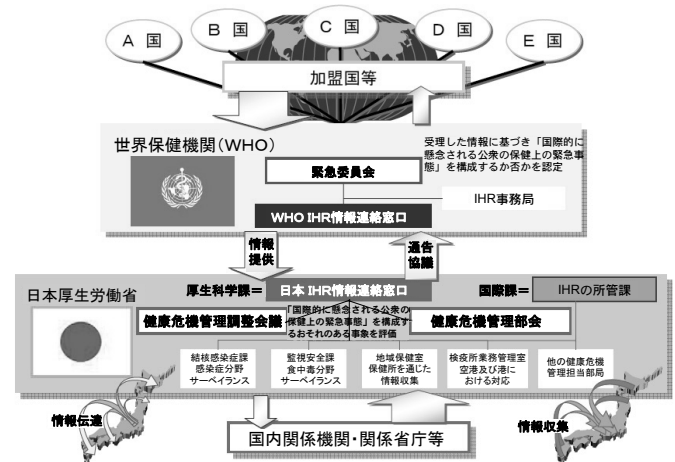 A 国
B 国
C 国
D 国
E 国
加盟国等
世界保健機関(WHO)
受理した情報に基づき「国際的に
懸念される公衆の保健上の緊急事
態」を構成するか否かを認定
緊急委員会
IHR事務局
WHO IHR情報連絡窓口
情報
提供
通告
協議
日本厚生労働省
厚生科学課=
日本 IHR情報連絡窓口
国際課=
IHRの所管課
健康危機管理調整会議
「国際的に懸念される公衆の
保健上の緊急事態」を構成す
るおそれのある事象を評価
健康危機管理部会
結核感染症課
感染症分野
サーベイランス
監視安全課
食中毒分野
サーベイランス
地域保健室
保健所を通じた
情報収集
検疫所業務管理室
空港及び港に
おける対応
他の健康危機
管理担当部局
情報伝達
情報収集
国内関係機関・関係省庁等